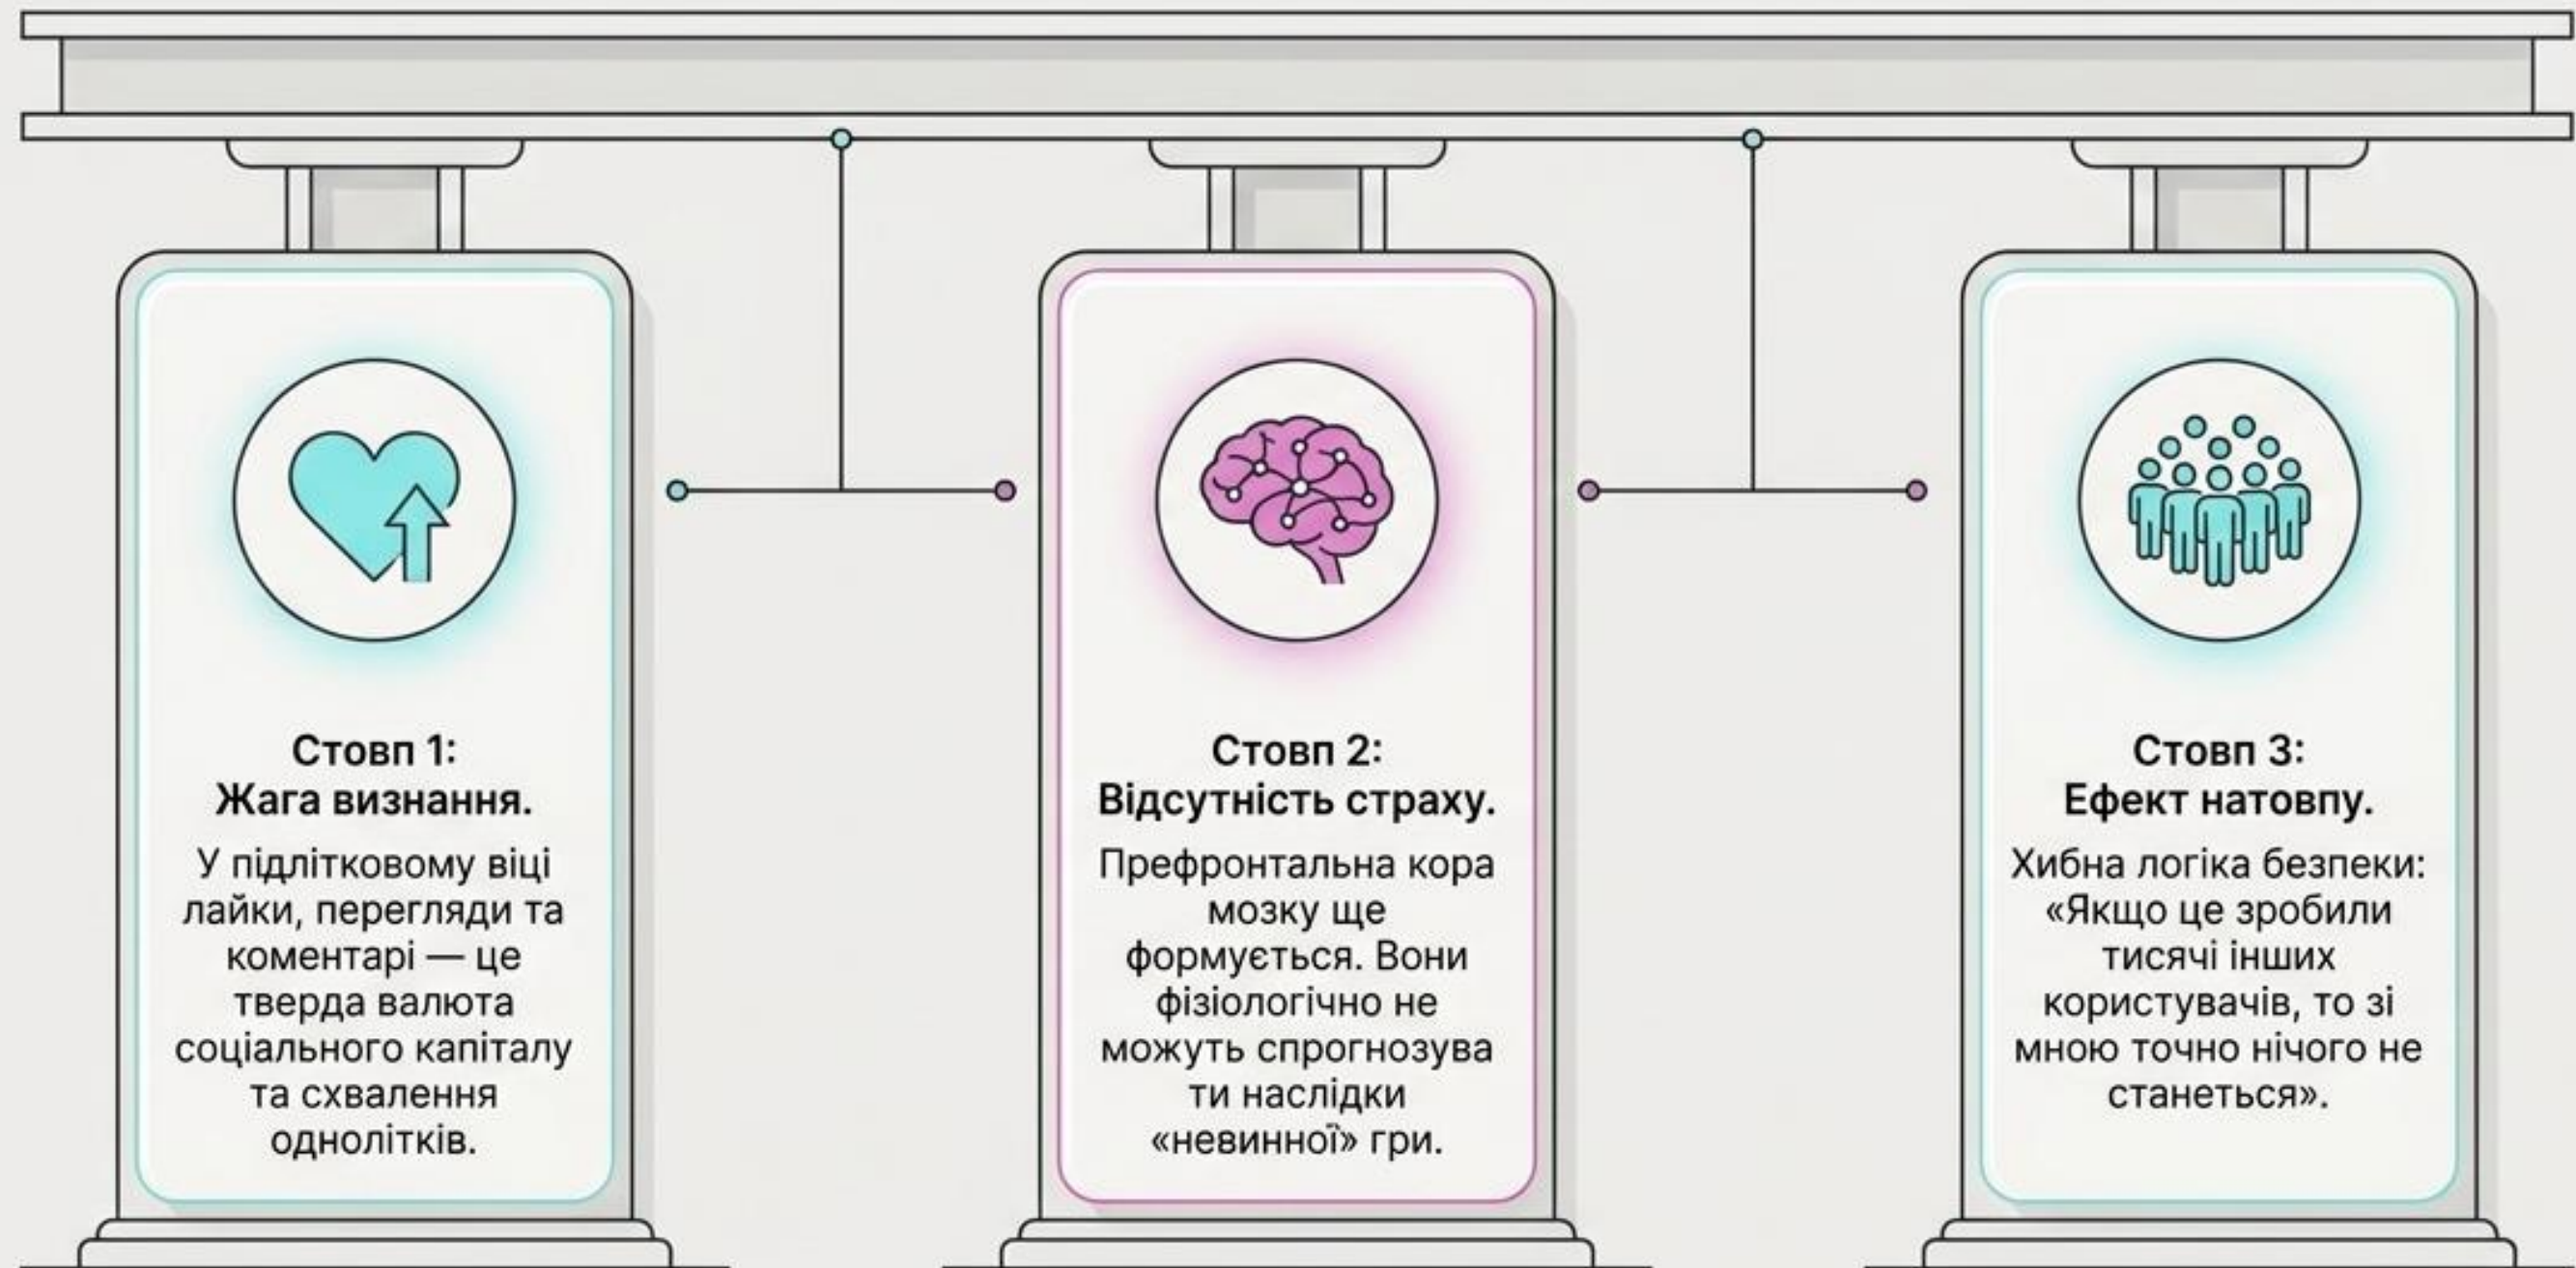 Стовп 1:
Жага визнання.
У підлітковому віці
лайки, перегляди та
коментарі — це
тверда валюта
соціального капіталу
та схвалення
однолітків.
Стовп 2:
Відсутність страху.
Префронтальна кора
мозку ще
формується. Вони
фізіологічно не
можуть спрогнозува
ти наслідки
«невинної» гри.
Стовп 3:
Ефект натовпу.
Хибна логіка безпеки:
«Якщо це зробили
тисячі інших
користувачів, то зі
мною точно нічого не
станеться».